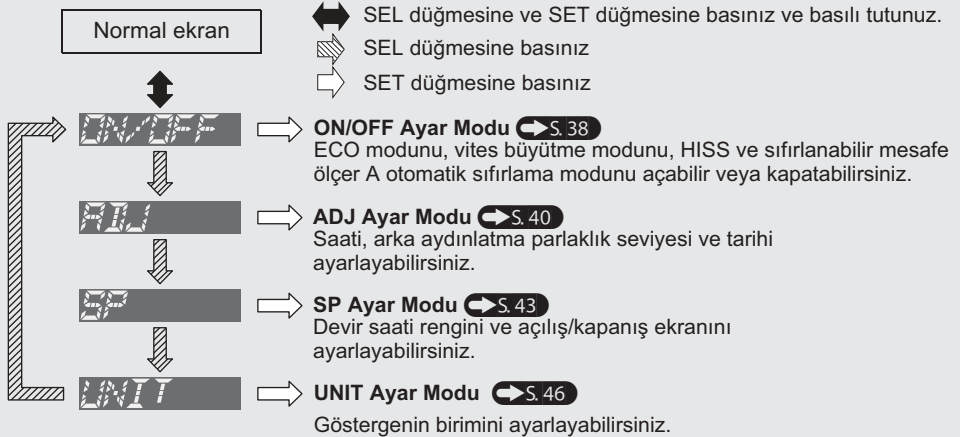 Normal ekran
SEL düğmesine ve SET düğmesine basınız ve basılı tutunuz.
SEL düğmesine basınız
SET düğmesine basınız
ON/OFF
ON/OFF Ayar Modu S. 38
ECO modunu, vites büyütme modunu, HISS ve sıfırlanabilir mesafe
ölçer A otomatik sıfırlama modunu açabilir veya kapatabilirsiniz.
ADJ
ADJ Ayar Modu S. 40
Saati, arka aydınlatma parlaklık seviyesi ve tarihi
ayarlayabilirsiniz.
SP
SP Ayar Modu S. 43
Devir saati rengini ve açılış/kapanış ekranını
ayarlayabilirsiniz.
UNIT
UNIT Ayar Modu S. 46
Göstergenin birimini ayarlayabilirsiniz.